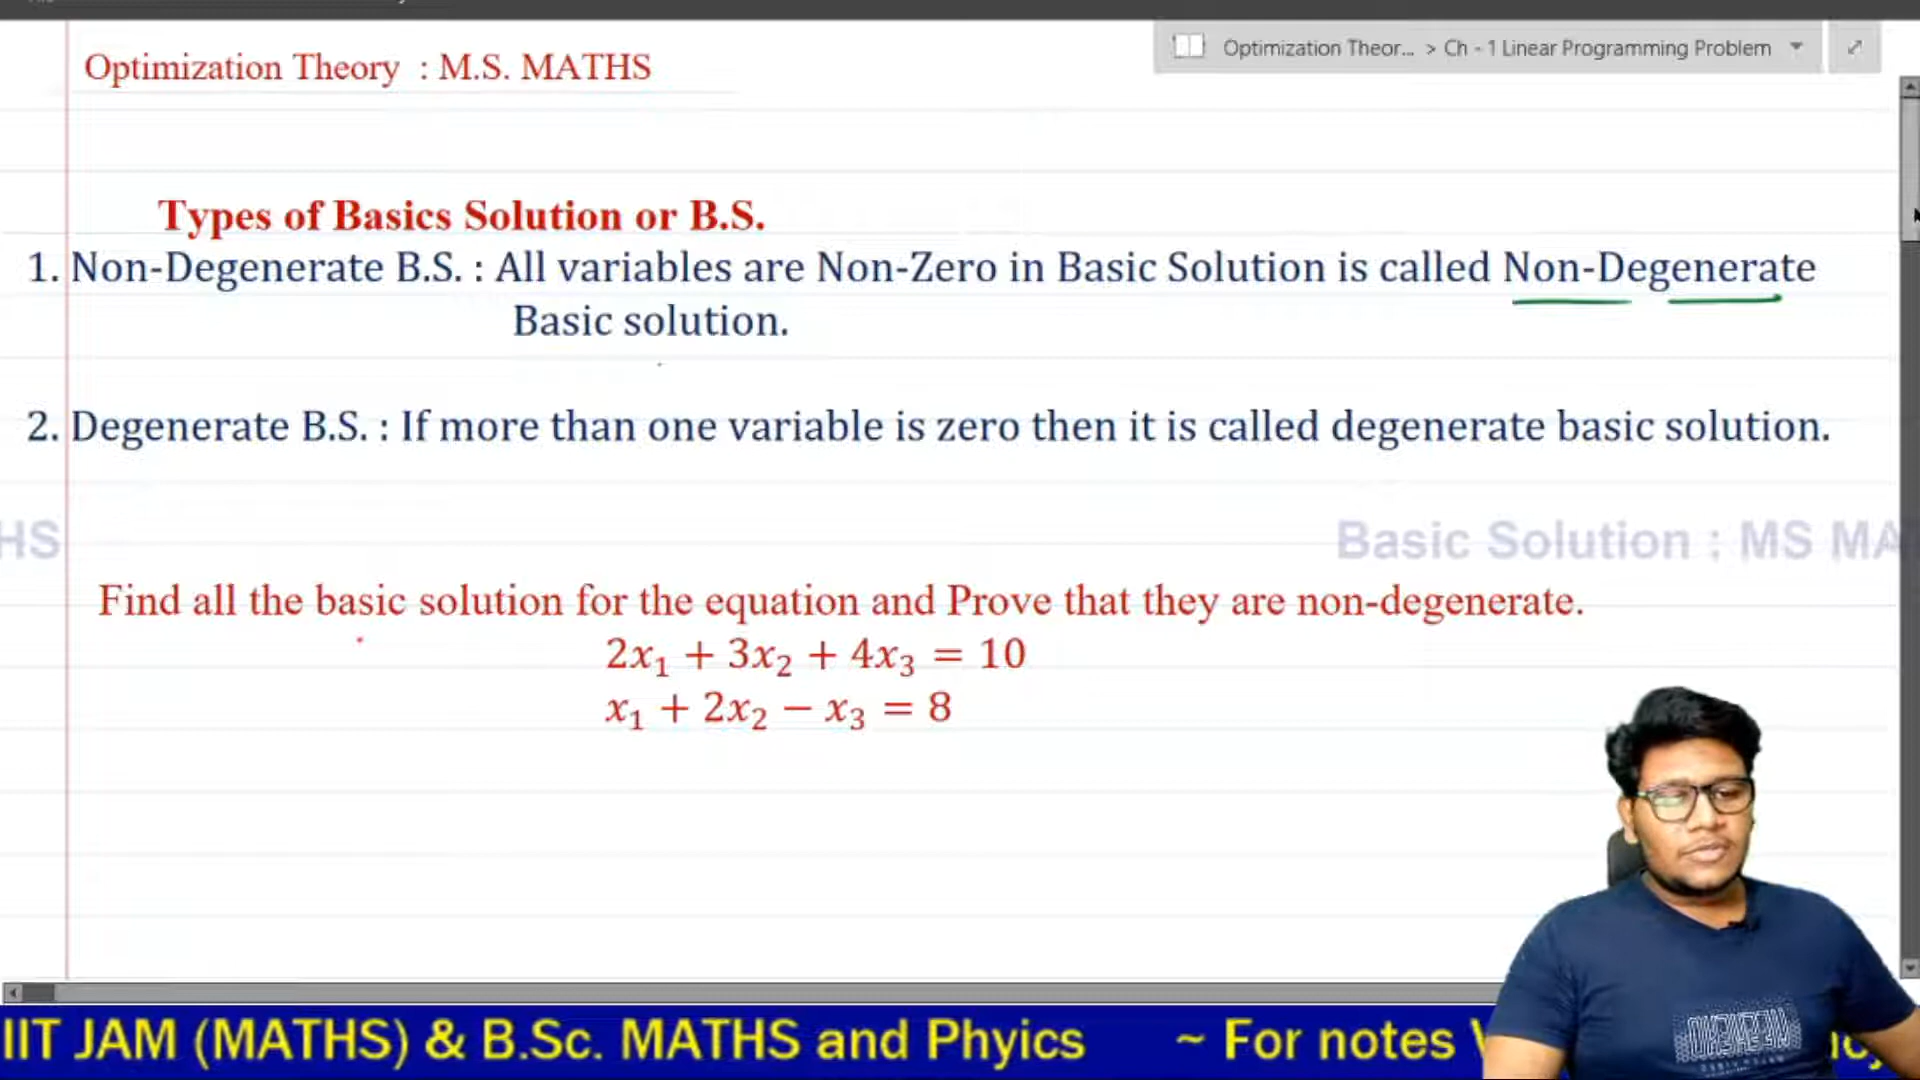 Optimization Theory : M.S. MATHS
Optimization Theor... > Ch - 1 Linear Programming Problem
Types of Basics Solution or B.S.
1. Non-Degenerate B.S. : All variables are Non-Zero in Basic Solution is called Non-Degenerate
Basic solution.
2. Degenerate B.S. : If more than one variable is zero then it is called degenerate basic solution.
HS
Basic Solution : MS MA
Find all the basic solution for the equation and Prove that they are non-degenerate.
2x₁ + 3x₂ + 4x₃ = 10
x₁ + 2x₂ − x₃ = 8
IIT JAM (MATHS) & B.Sc. MATHS and Phyics ~ For notes